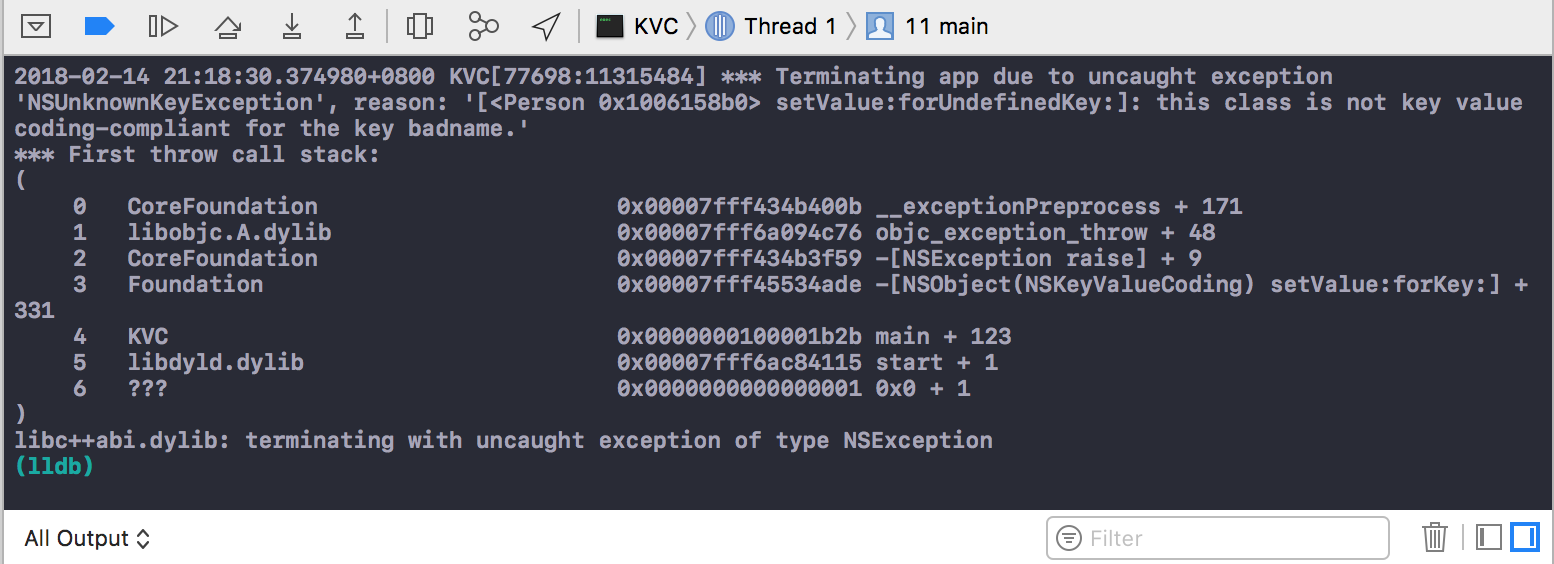 KVC Thread 1 11 main
2018-02-14 21:18:30.374980+0800 KVC[77698:11315484] *** Terminating app due to uncaught exception
'NSUnknownKeyException', reason: '[<Person 0x1006158b0> setValue:forUndefinedKey:]: this class is not key value
coding-compliant for the key badname.'
*** First throw call stack:
(
0 CoreFoundation 0x00007fff434b400b __exceptionPreprocess + 171
1 libobjc.A.dylib 0x00007fff6a094c76 objc_exception_throw + 48
2 CoreFoundation 0x00007fff434b3f59 -[NSException raise] + 9
3 Foundation 0x00007fff45534ade -[NSObject(NSKeyValueCoding) setValue:forKey:] +
331
4 KVC 0x0000000100001b2b main + 123
5 libdyld.dylib 0x00007fff6ac84115 start + 1
6 ??? 0x0000000000000001 0x0 + 1
)
libc++abi.dylib: terminating with uncaught exception of type NSException
(lldb)
All Output Filter